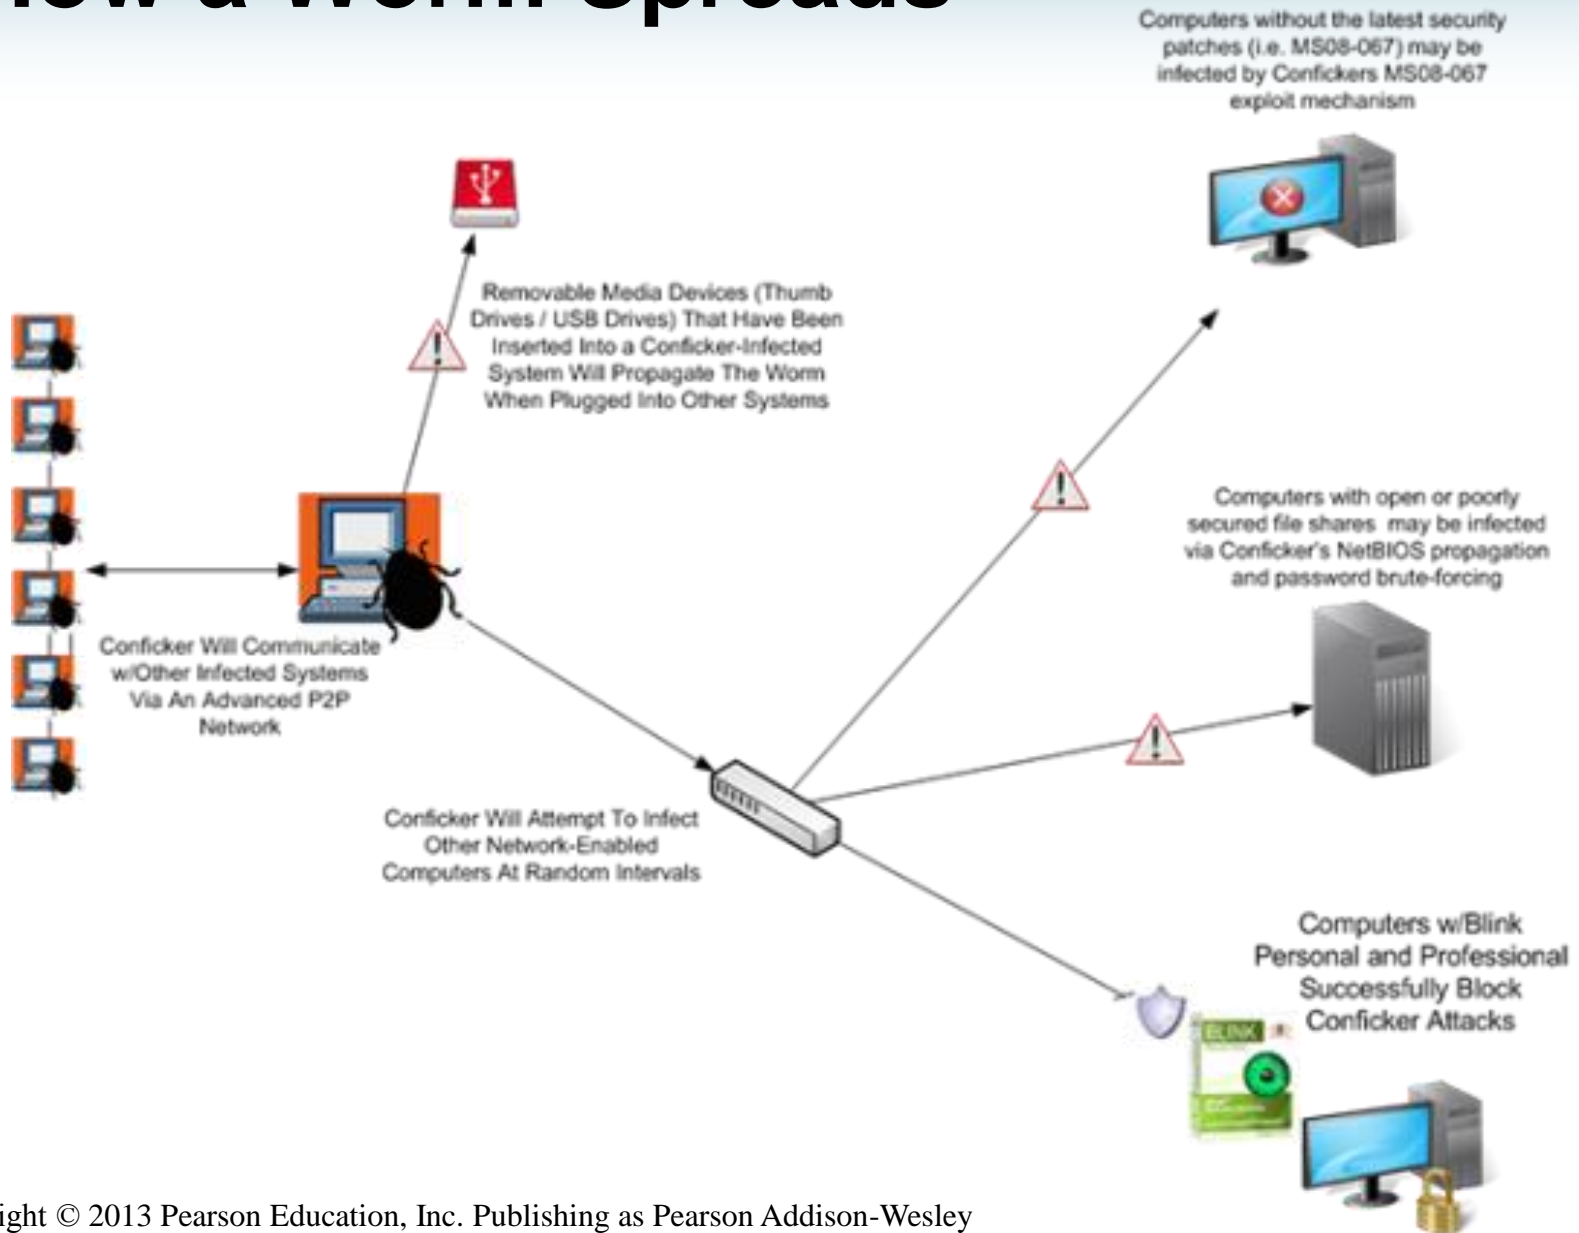 How a Worm Spreads
Computers without the latest security
patches (i.e. MS08-067) may be
infected by Confickers MS08-067
exploit mechanism
Removable Media Devices (Thumb
Drives / USB Drives) That Have Been
Inserted Into a Conficker-Infected
System Will Propagate The Worm
When Plugged Into Other Systems
Computers with open or poorly
secured file shares may be infected
via Conficker's NetBIOS propagation
and password brute-forcing
Conficker Will Communicate
w/Other Infected Systems
Via An Advanced P2P
Network
Conficker Will Attempt To Infect
Other Network-Enabled
Computers At Random Intervals
Computers w/Blink
Personal and Professional
Successfully Block
Conficker Attacks
BLINK
ight © 2013 Pearson Education, Inc. Publishing as Pearson Addison-Wesley